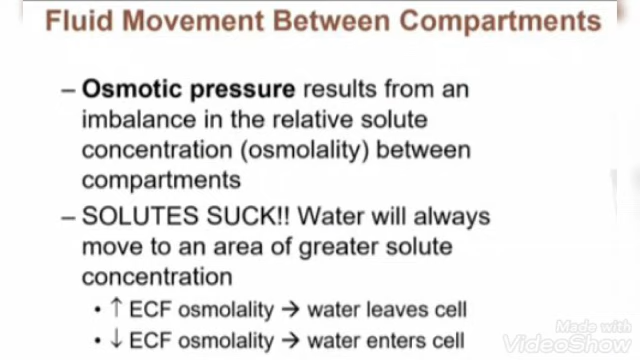 Fluid Movement Between Compartments
– Osmotic pressure results from an
imbalance in the relative solute
concentration (osmolality) between
compartments
– SOLUTES SUCK!! Water will always
move to an area of greater solute
concentration
• ↑ ECF osmolality → water leaves cell
• ↓ ECF osmolality → water enters cell
Made with
VideoShow